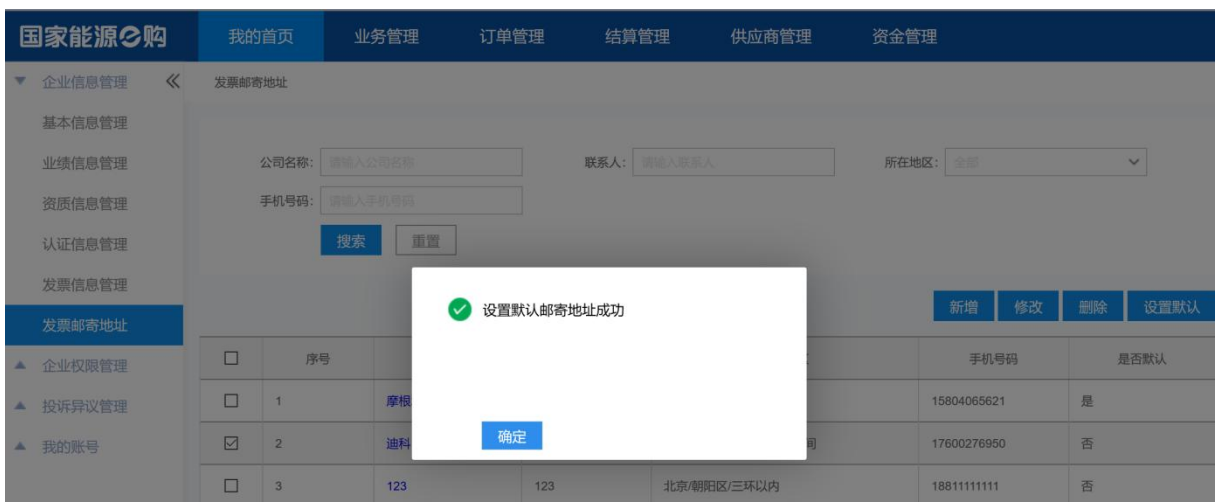 国家能源e购 我的首页 业务管理 订单管理 结算管理 供应商管理 资金管理
企业信息管理 发票邮寄地址
基本信息管理
业绩信息管理 公司名称: 请输入公司名称 联系人: 请输入联系人 所在地区: 全部
资质信息管理 手机号码: 请输入手机号码
认证信息管理 搜索 重置
发票信息管理
设置默认邮寄地址成功
新增 修改 删除 设置默认
发票邮寄地址
企业权限管理 序号 手机号码 是否默认
投诉异议管理 1 摩根 15804065621 是
我的账号 2 迪科 间 17600276950 否
确定
3 123 123 北京/朝阳区/三环以内 18811111111 否